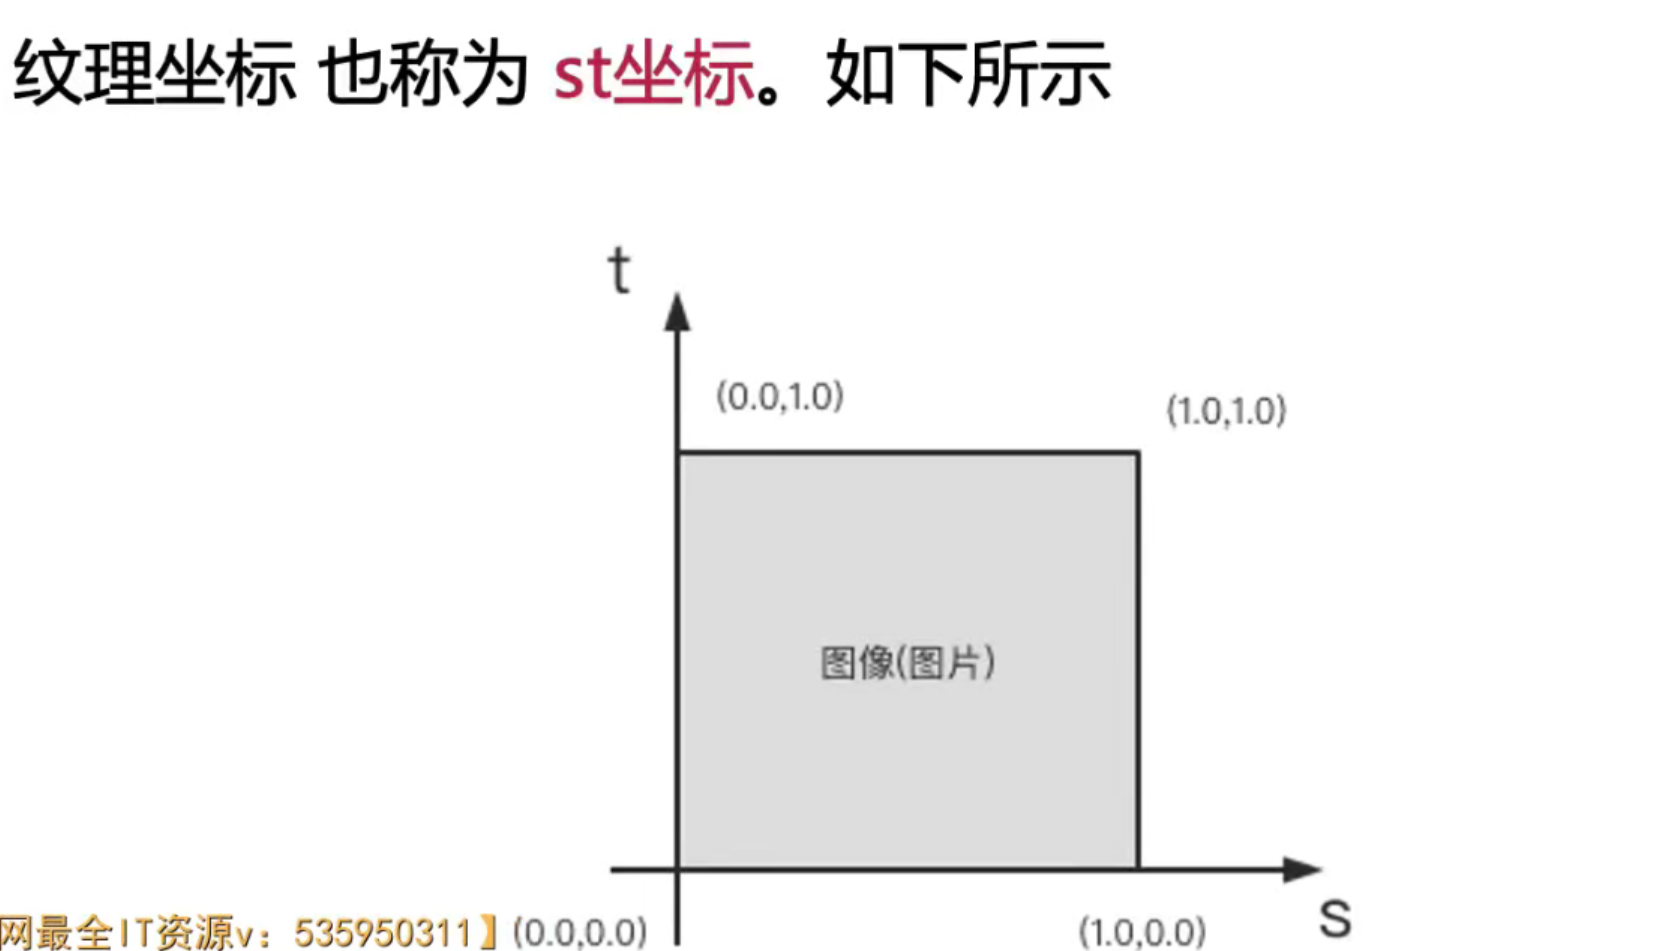 纹理坐标 也称为 st坐标。如下所示
t
(0.0,1.0)
(1.0,1.0)
图像(图片)
s
网最全IT资源v：535950311】
(0.0,0.0)
(1.0,0.0)